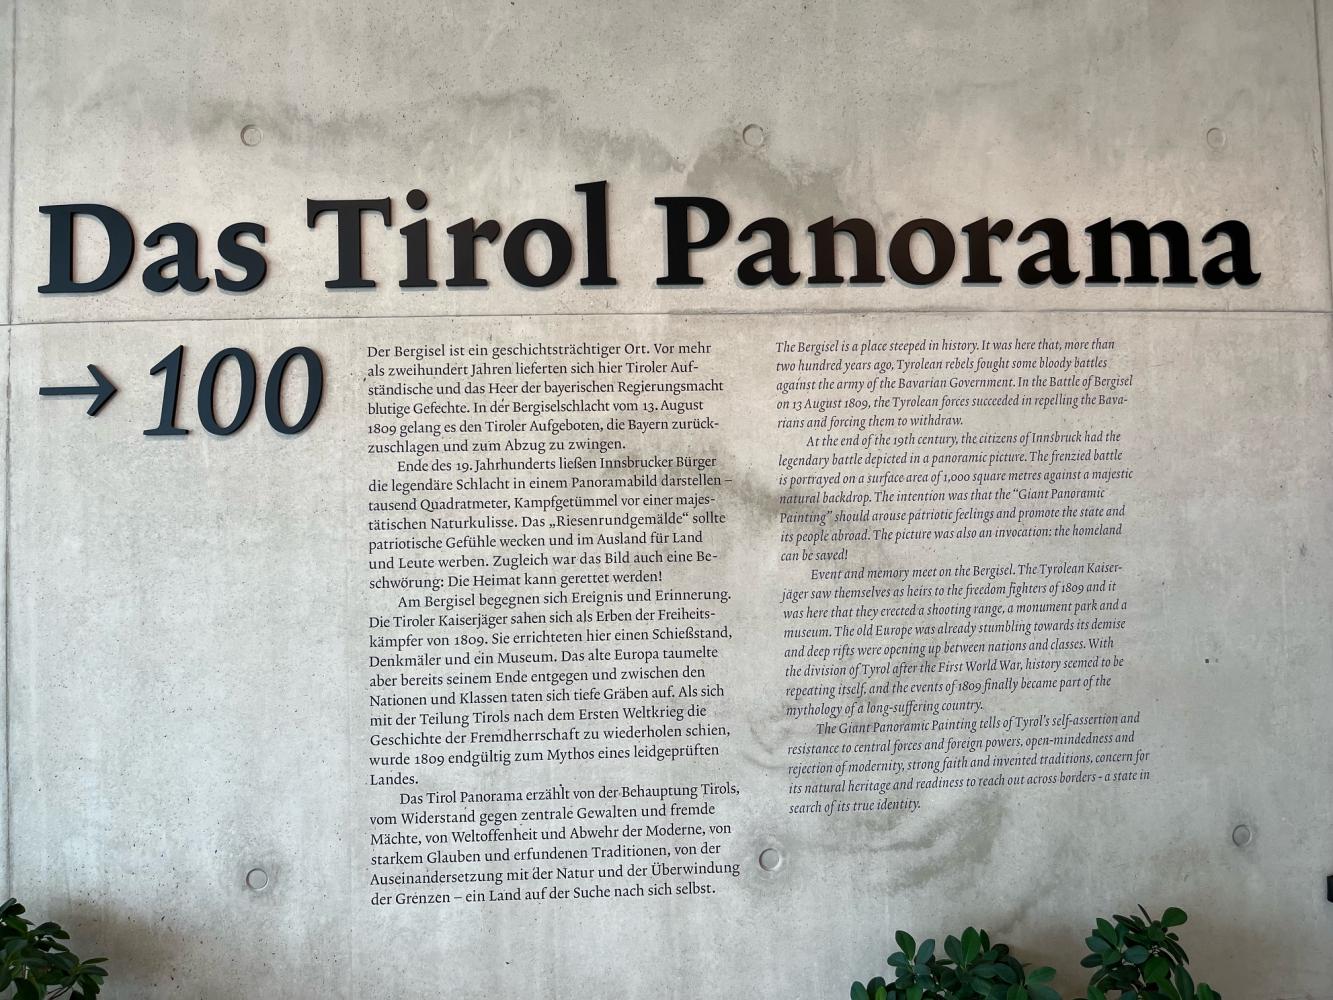 Das Tirol Panorama
→ 100
Der Bergisel ist ein geschichtsträchtiger Ort. Vor mehr
als zweihundert Jahren lieferten sich hier Tiroler Auf-
ständische und das Heer der bayerischen Regierungsmacht
blutige Gefechte. In der Bergiselschlacht vom 13. August
1809 gelang es den Tiroler Aufgeboten, die Bayern zurück-
zuschlagen und zum Abzug zu zwingen.
Ende des 19. Jahrhunderts ließen Innsbrucker Bürger
die legendäre Schlacht in einem Panoramabild darstellen –
tausend Quadratmeter, Kampfgetümmel vor einer majes-
tätischen Naturkulisse. Das „Riesenrundgemälde“ sollte
patriotische Gefühle wecken und im Ausland für Land
und Leute werben. Zugleich war das Bild auch eine Be-
schwörung: Die Heimat kann gerettet werden!
Am Bergisel begegnen sich Ereignis und Erinnerung.
Die Tiroler Kaiserjäger sahen sich als Erben der Freiheits-
kämpfer von 1809. Sie errichteten hier einen Schießstand,
Denkmäler und ein Museum. Das alte Europa taumelte
aber bereits seinem Ende entgegen und zwischen den
Nationen und Klassen taten sich tiefe Gräben auf. Als sich
mit der Teilung Tirols nach dem Ersten Weltkrieg die
Geschichte der Fremdherrschaft zu wiederholen schien,
wurde 1809 endgültig zum Mythos eines leidgeprüften
Landes.
Das Tirol Panorama erzählt von der Behauptung Tirols,
vom Widerstand gegen zentrale Gewalten und fremde
Mächte, von Weltoffenheit und Abwehr der Moderne, von
starkem Glauben und erfundenen Traditionen, von der
Auseinandersetzung mit der Natur und der Überwindung
der Grenzen – ein Land auf der Suche nach sich selbst.
The Bergisel is a place steeped in history. It was here that, more than
two hundred years ago, Tyrolean rebels fought some bloody battles
against the army of the Bavarian Government. In the Battle of Bergisel
on 13 August 1809, the Tyrolean forces succeeded in repelling the Bava-
rians and forcing them to withdraw.
At the end of the 19th century, the citizens of Innsbruck had the
legendary battle depicted in a panoramic picture. The frenzied battle
is portrayed on a surface area of 1,000 square metres against a majestic
natural backdrop. The intention was that the “Giant Panoramic
Painting” should arouse patriotic feelings and promote the state and
its people abroad. The picture was also an invocation: the homeland
can be saved!
Event and memory meet on the Bergisel. The Tyrolean Kaiser-
jäger saw themselves as heirs to the freedom fighters of 1809 and it
was here that they erected a shooting range, a monument park and a
museum. The old Europe was already stumbling towards its demise
and deep rifts were opening up between nations and classes. With
the division of Tyrol after the First World War, history seemed to be
repeating itself, and the events of 1809 finally became part of the
mythology of a long-suffering country.
The Giant Panoramic Painting tells of Tyrol's self-assertion and
resistance to central forces and foreign powers, open-mindedness and
rejection of modernity, strong faith and invented traditions, concern for
its natural heritage and readiness to reach out across borders - a state in
search of its true identity.